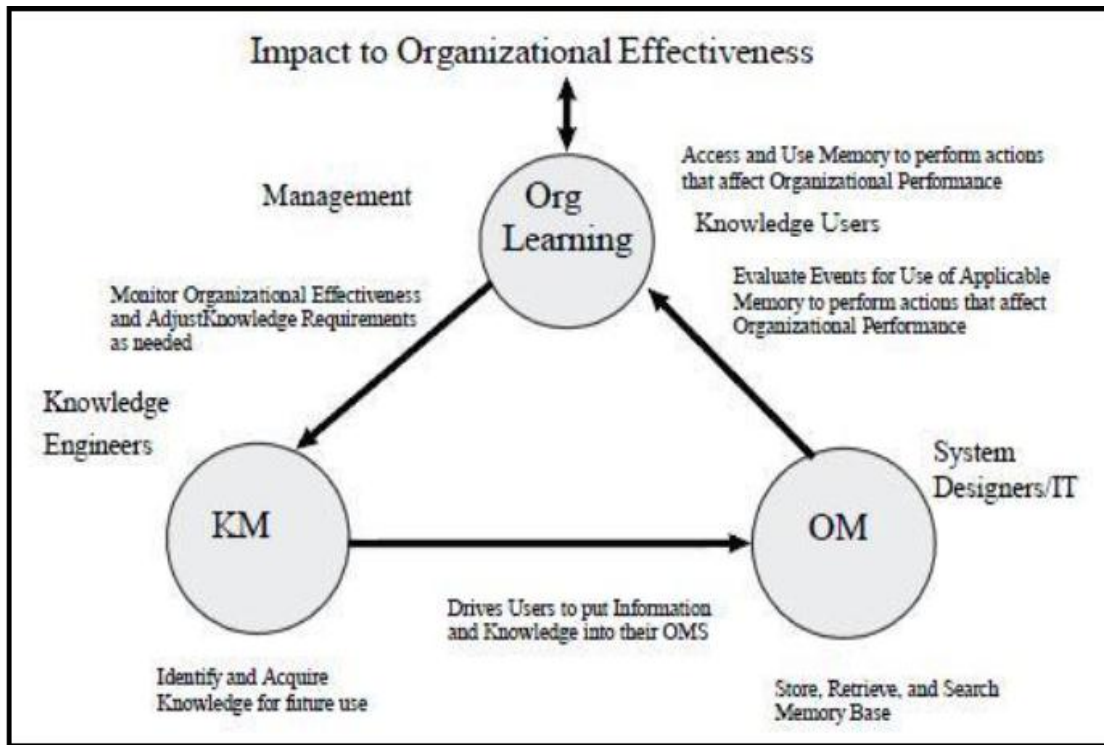 Impact to Organizational Effectiveness
Access and Use Memory to perform actions
that affect Organizational Performance
Management
Org
Learning
Knowledge Users
Evaluate Events for Use of Applicable
Memory to perform actions that affect
Organizational Performance
Monitor Organizational Effectiveness
and AdjustKnowledge Requirements
as needed
Knowledge
Engineers
System
Designers/IT
KM
OM
Drives Users to put Information
and Knowledge into their OMS
Identify and Acquire
Knowledge for future use
Store, Retrieve, and Search
Memory Base